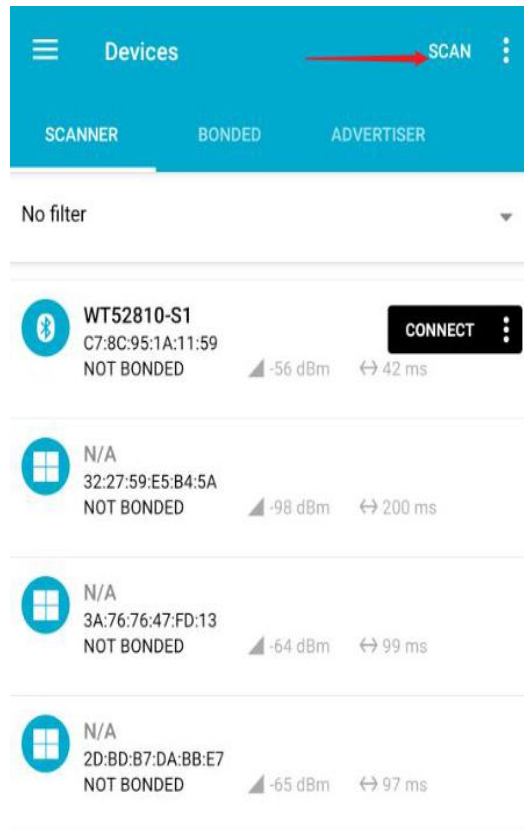 Devices SCAN
SCANNER BONDED ADVERTISER
No filter
WT52810-S1
C7:8C:95:1A:11:59
CONNECT
NOT BONDED -56 dBm 42 ms
N/A
32:27:59:E5:B4:5A
NOT BONDED -98 dBm 200 ms
N/A
3A:76:76:47:FD:13
NOT BONDED -64 dBm 99 ms
N/A
2D:BD:B7:DA:BB:E7
NOT BONDED -65 dBm 97 ms